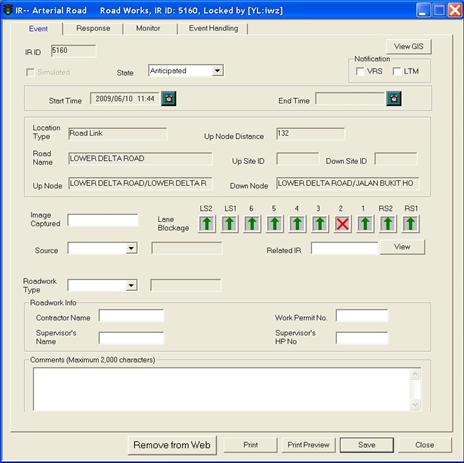 IR-- Arterial Road Road Works, IR ID: 5160, Locked by [YL:iwz]
Event Response Monitor Event Handling
IR ID 5160 View GIS
Simulated State Anticipated Notification
VRS LTM
Start Time 2009/06/10 11:44 End Time
Location Type Road Link Up Node Distance 132
Road Name LOWER DELTA ROAD Up Site ID Down Site ID
Up Node LOWER DELTA ROAD/LOWER DELTA R Down Node LOWER DELTA ROAD/JALAN BUKIT HO
LS2 LS1 6 5 4 3 2 1 RS2 RS1
Image Captured Lane Blockage
Source Related IR View
Roadwork Type
Roadwork Info
Contractor Name Work Permit No.
Supervisor's Name Supervisor's HP No
Comments (Maximum 2,000 characters)
Remove from Web Print Print Preview Save Close